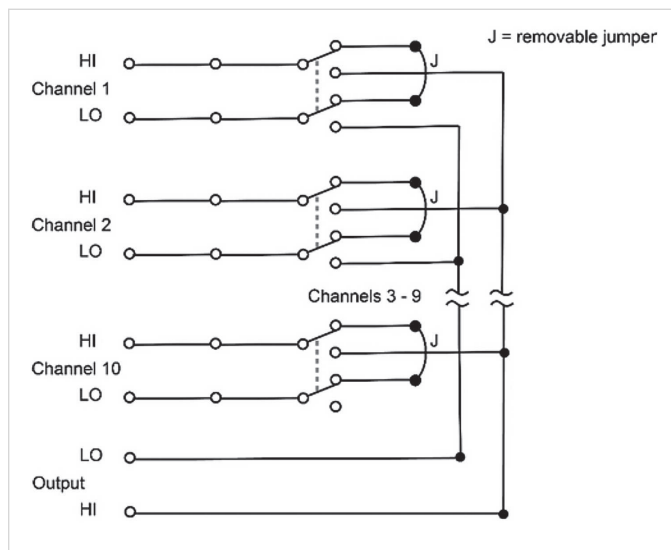 J = removable jumper
HI
J
Channel 1
LO
HI
J
Channel 2
LO
Channels 3 - 9
HI
J
Channel 10
LO
LO
Output
HI